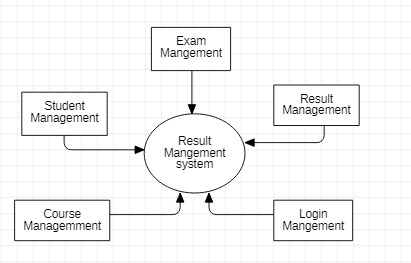 Exam
Mangement
Student
Management
Result
Management
Result
Mangement
system
Course
Managemment
Login
Mangement